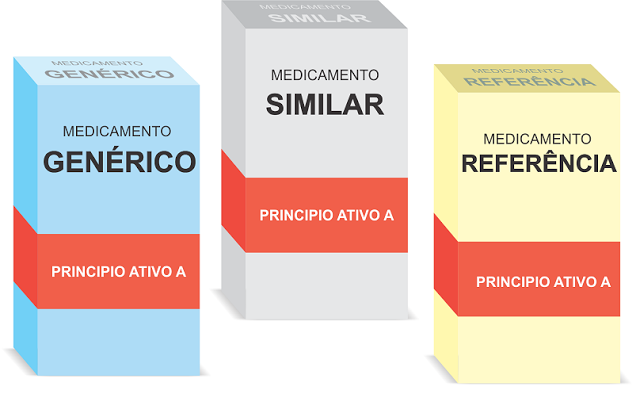 MEDICAMENTO
GENÉRICO
MEDICAMENTO
GENÉRICO
PRINCIPIO ATIVO A
MEDICAMENTO
SIMILAR
MEDICAMENTO
SIMILAR
PRINCIPIO ATIVO A
MEDICAMENTO
REFERÊNCIA
MEDICAMENTO
REFERÊNCIA
PRINCIPIO ATIVO A